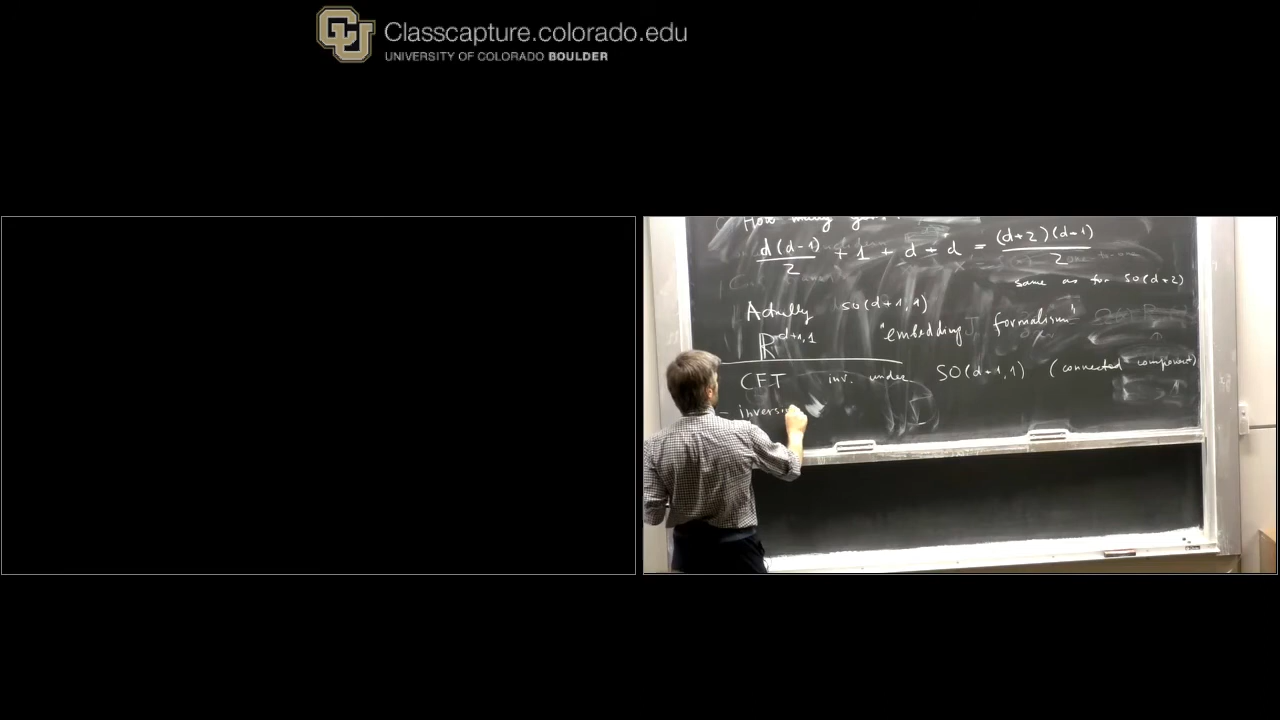 Classcapture.colorado.edu
UNIVERSITY OF COLORADO BOULDER
How many
d(d-1)/2 + 1 + d + d = (d+2)(d+1)/2
same as for SO(d+2)
Actually SO(d+1,1)
ℝ^{d+1,1} "embedding formalism"
CFT inv. under SO(d+1,1) (connected component)
- inversi